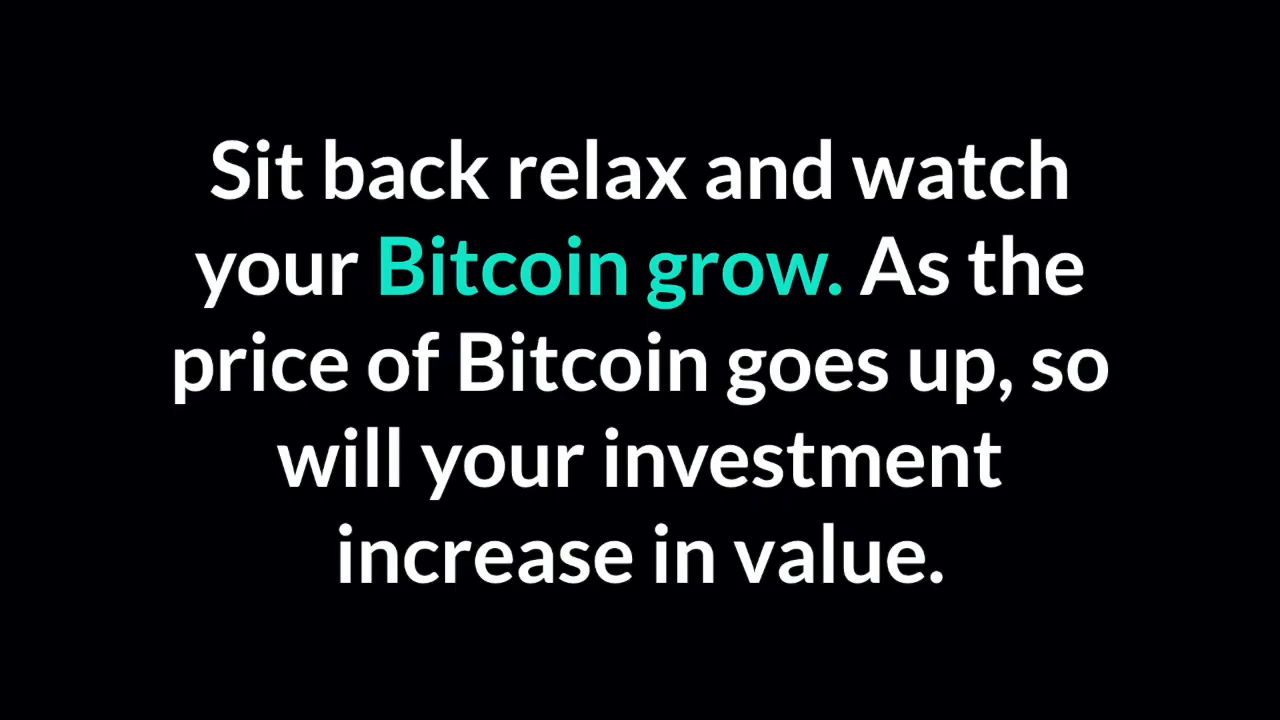 Sit back relax and watch
your Bitcoin grow. As the
price of Bitcoin goes up, so
will your investment
increase in value.